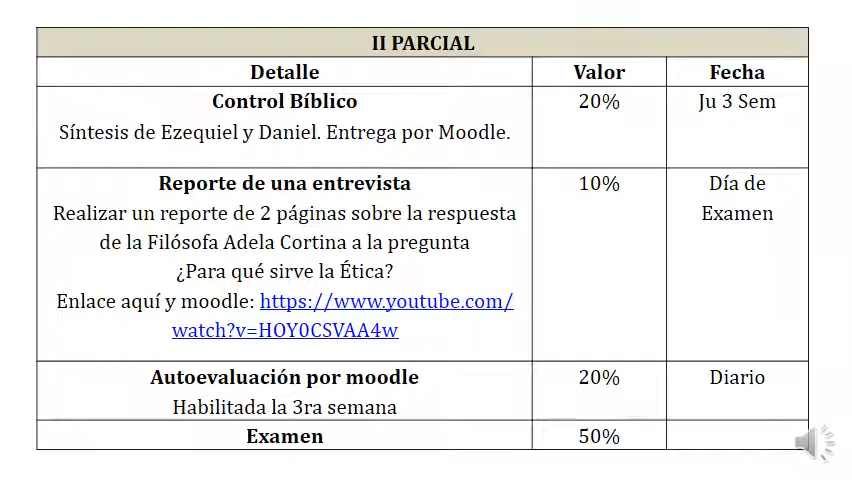 II PARCIAL
Detalle Valor Fecha
Control Bíblico 20% Ju 3 Sem
Síntesis de Ezequiel y Daniel. Entrega por Moodle.
Reporte de una entrevista 10% Día de
Realizar un reporte de 2 páginas sobre la respuesta Examen
de la Filósofa Adela Cortina a la pregunta
¿Para qué sirve la Ética?
Enlace aquí y moodle: https://www.youtube.com/
watch?v=HOY0CSVAA4w
Autoevaluación por moodle 20% Diario
Habilitada la 3ra semana
Examen 50%